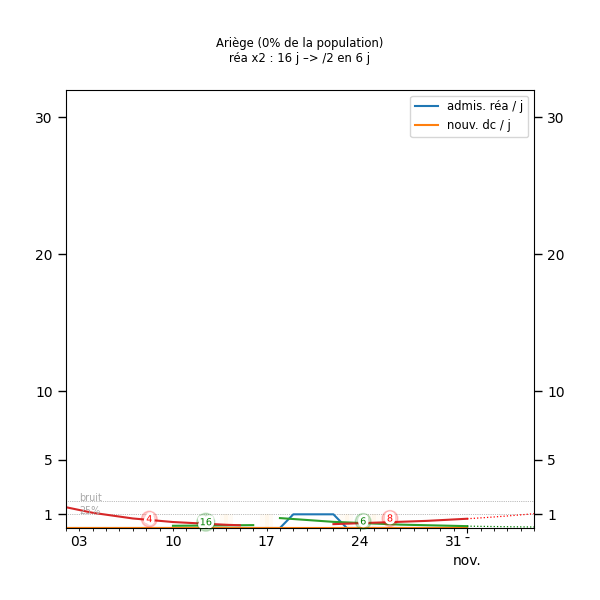 Ariège (0% de la population)
réa x2 : 16 j –> /2 en 6 j
admis. réa / j
nouv. dc / j
30 30
20 20
10 10
5 5
bruit
25%
1 1
4 16 6 8
03 10 17 24 31 -
nov.